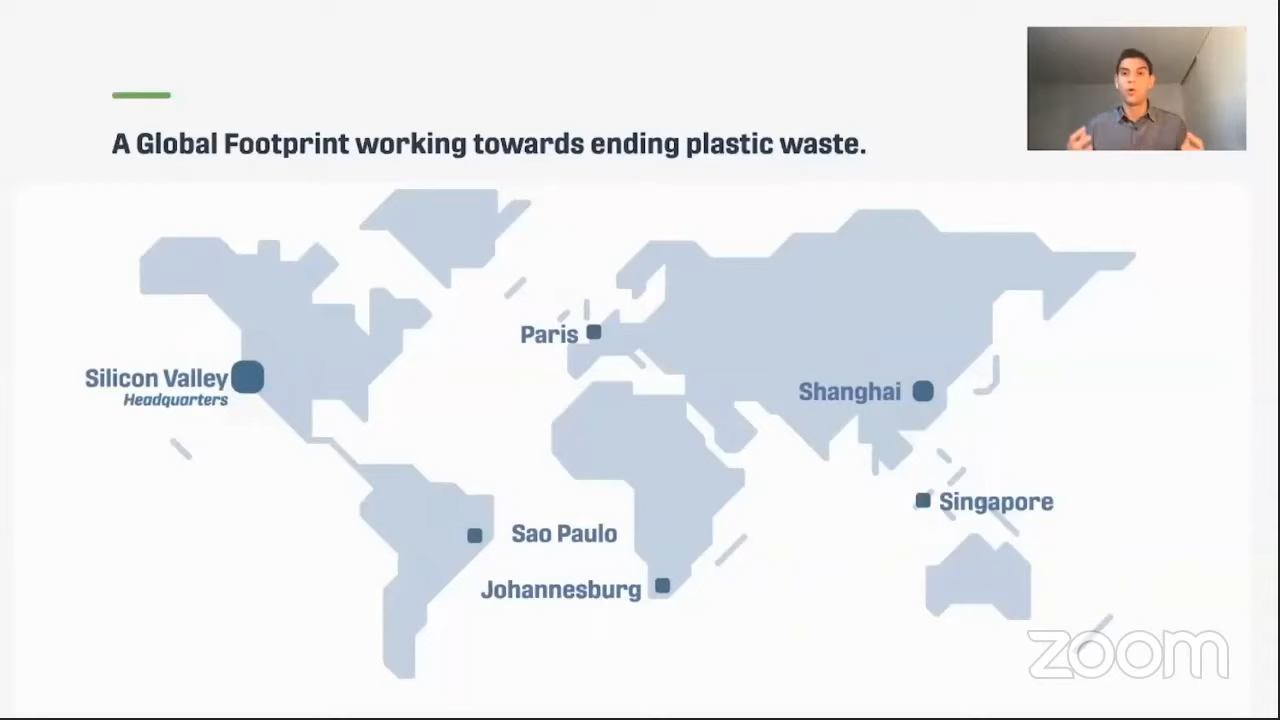 A Global Footprint working towards ending plastic waste.
Paris
Silicon Valley
Headquarters
Shanghai
Singapore
Sao Paulo
Johannesburg
zoom